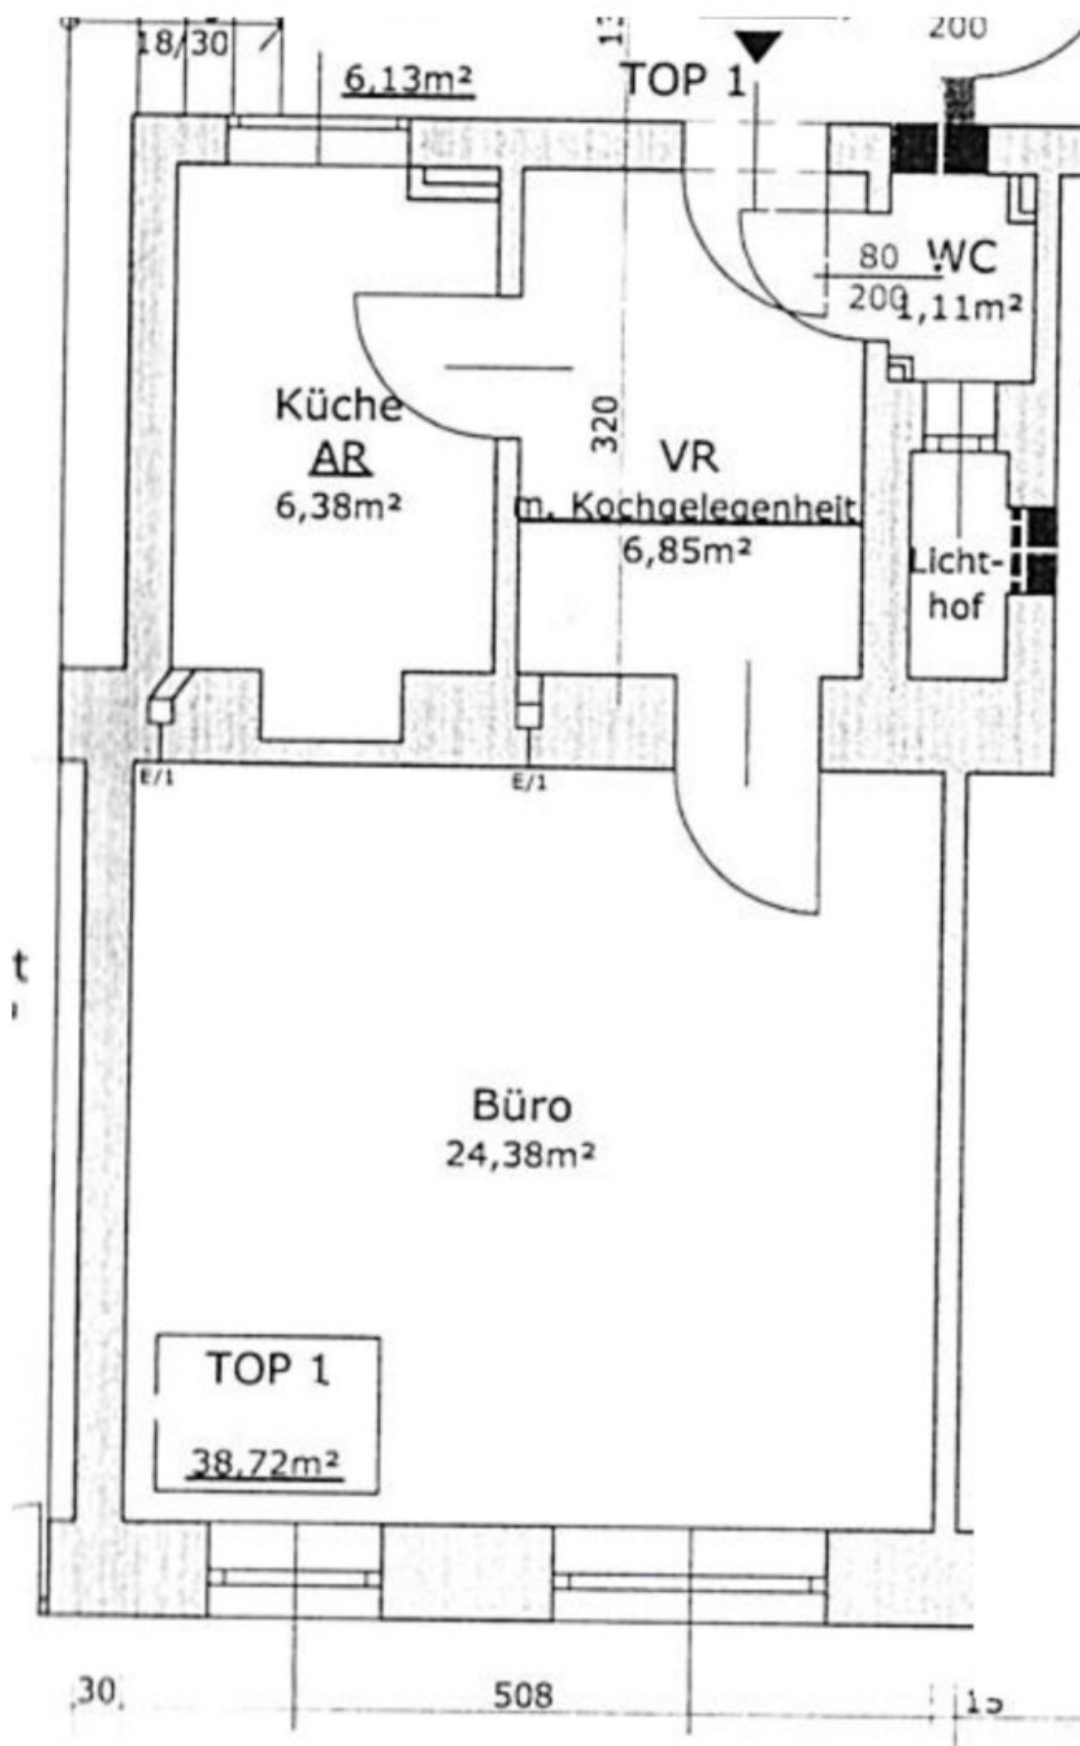 18/30
6,13m²
TOP 1
200
80
200
WC
1,11m²
Küche
AR
6,38m²
320
VR
m. Kochgelegenheit
6,85m²
Licht-
hof
E/1
E/1
t
Büro
24,38m²
TOP 1
38,72m²
30
508
15